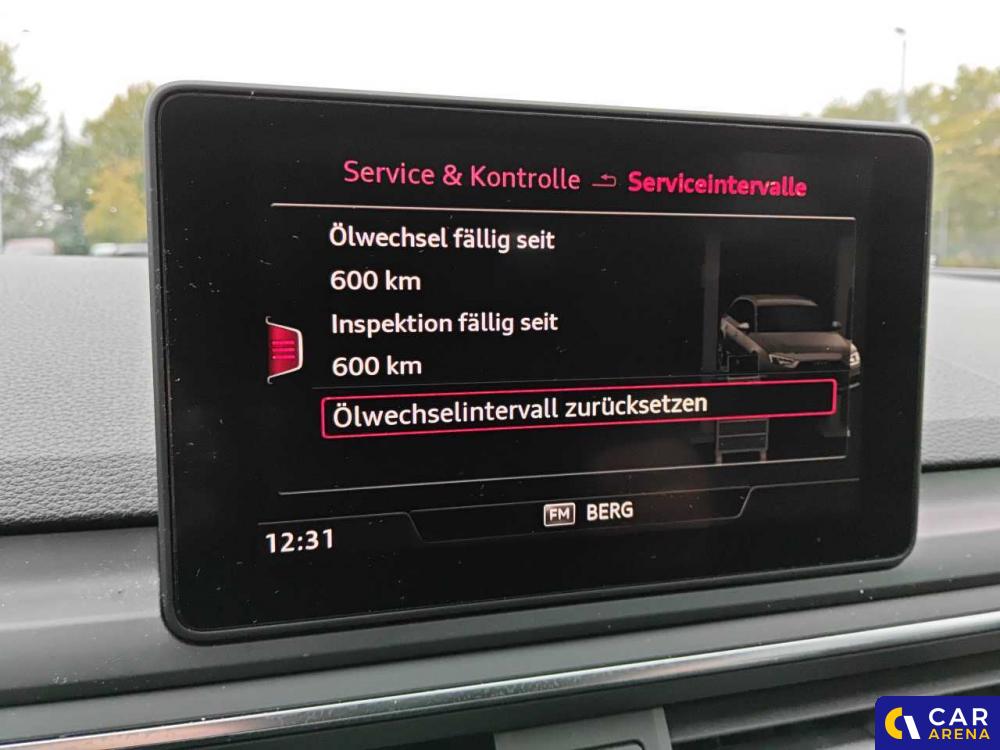 Service & Kontrolle Serviceintervalle
Ölwechsel fällig seit
600 km
Inspektion fällig seit
600 km
Ölwechselintervall zurücksetzen
FM BERG
12:31
CAR
ARENA